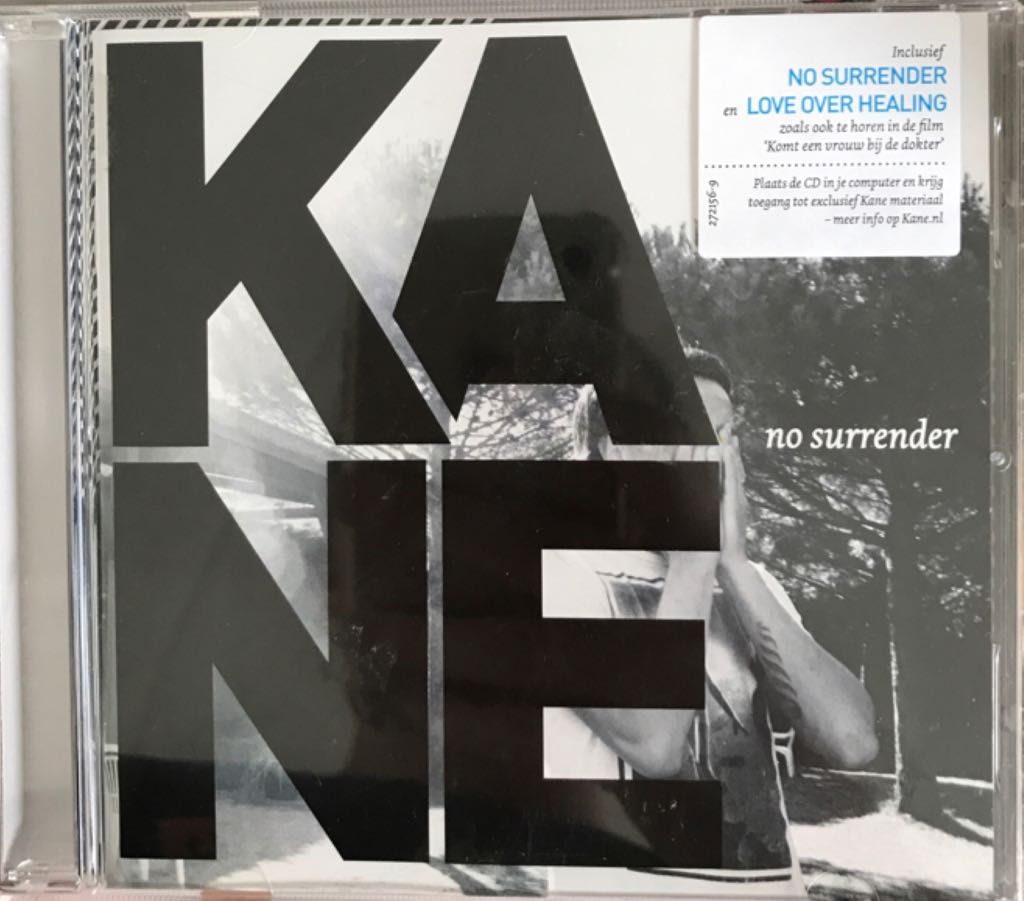 KA
NE
Inclusief
NO SURRENDER
en LOVE OVER HEALING
zoals ook te horen in de film
'Komt een vrouw bij de dokter'
Plaats de CD in je computer en krijg
toegang tot exclusief Kane materiaal
– meer info op Kane.nl
272156-9
no surrender